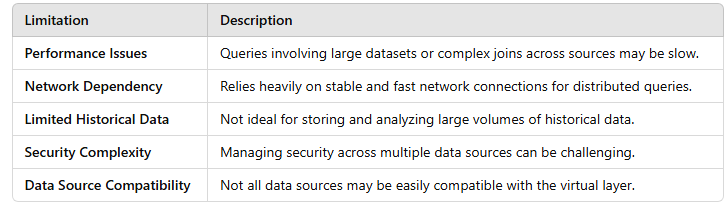 Limitation Description
Performance Issues Queries involving large datasets or complex joins across sources may be slow.
Network Dependency Relies heavily on stable and fast network connections for distributed queries.
Limited Historical Data Not ideal for storing and analyzing large volumes of historical data.
Security Complexity Managing security across multiple data sources can be challenging.
Data Source Compatibility Not all data sources may be easily compatible with the virtual layer.